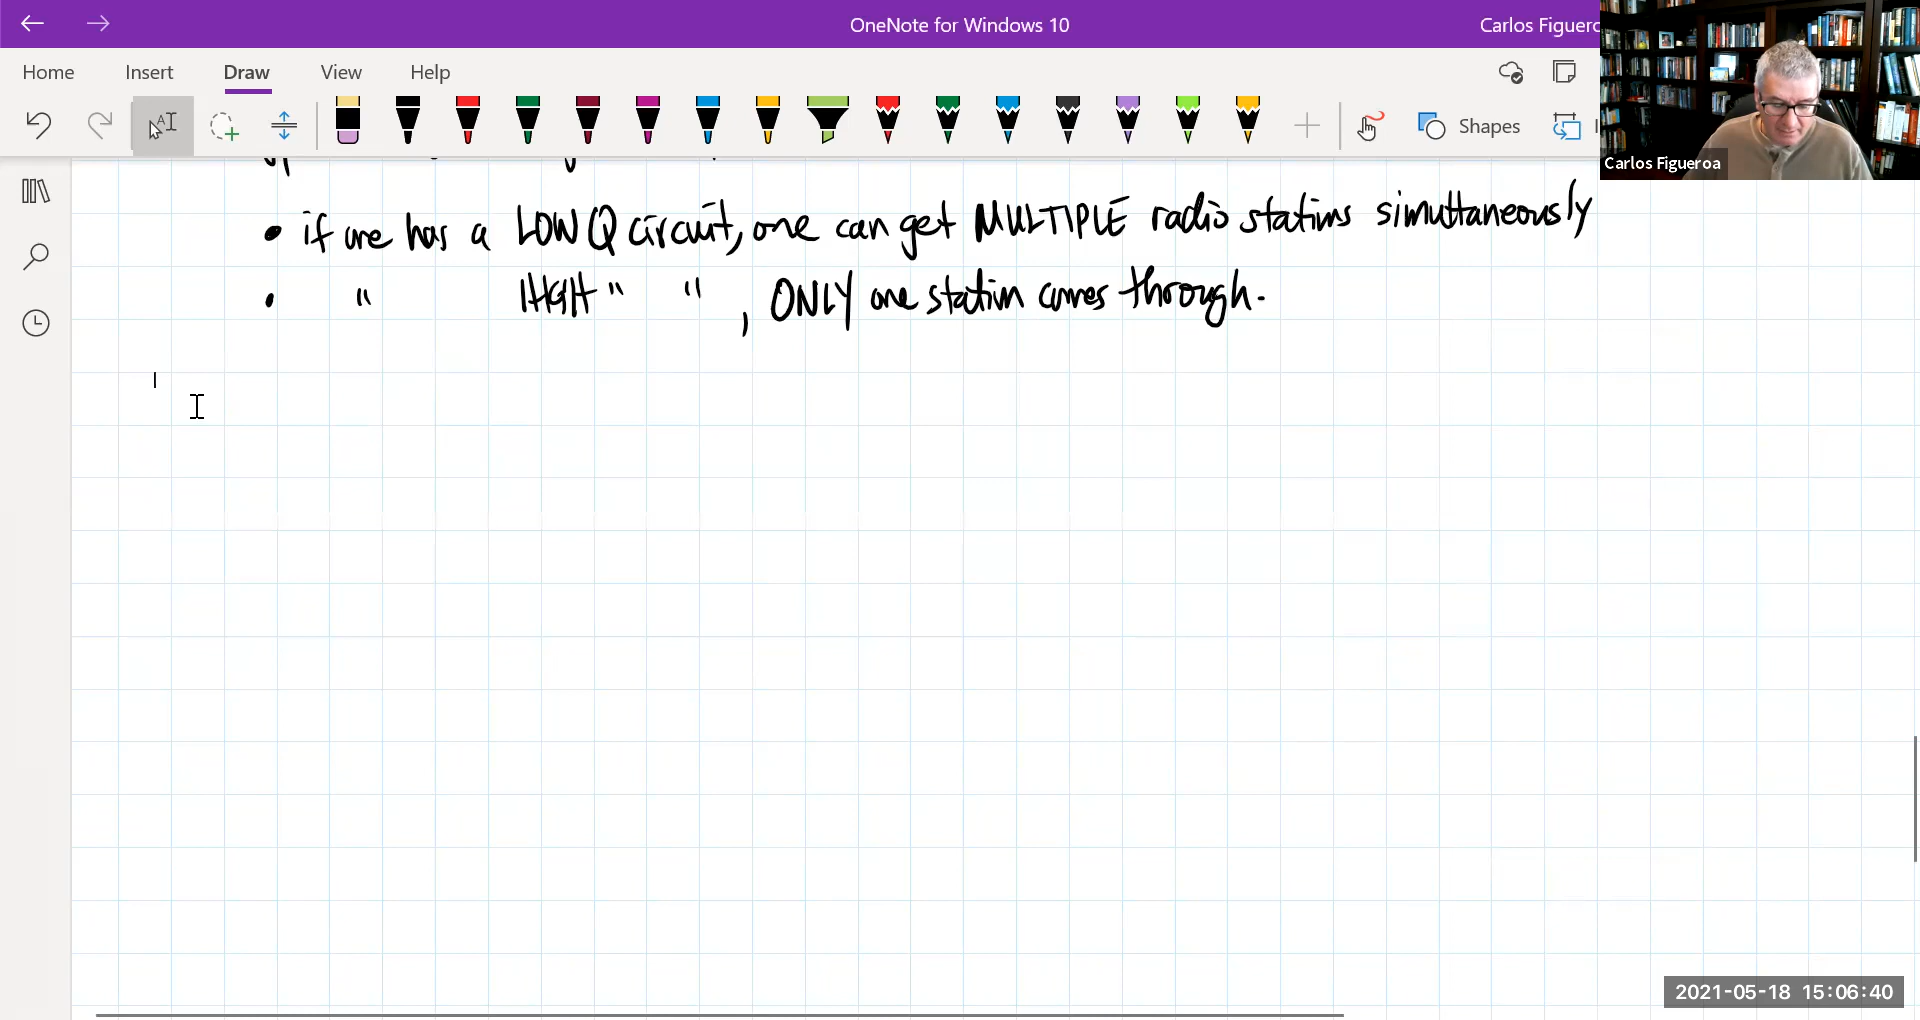 OneNote for Windows 10
Carlos Figuero
Home Insert Draw View Help
Shapes
Carlos Figueroa
• if one has a LOW Q circuit, one can get MULTIPLE radio stations simultaneously
• " HIGH " " , ONLY one station comes through.
2021-05-18 15:06:40